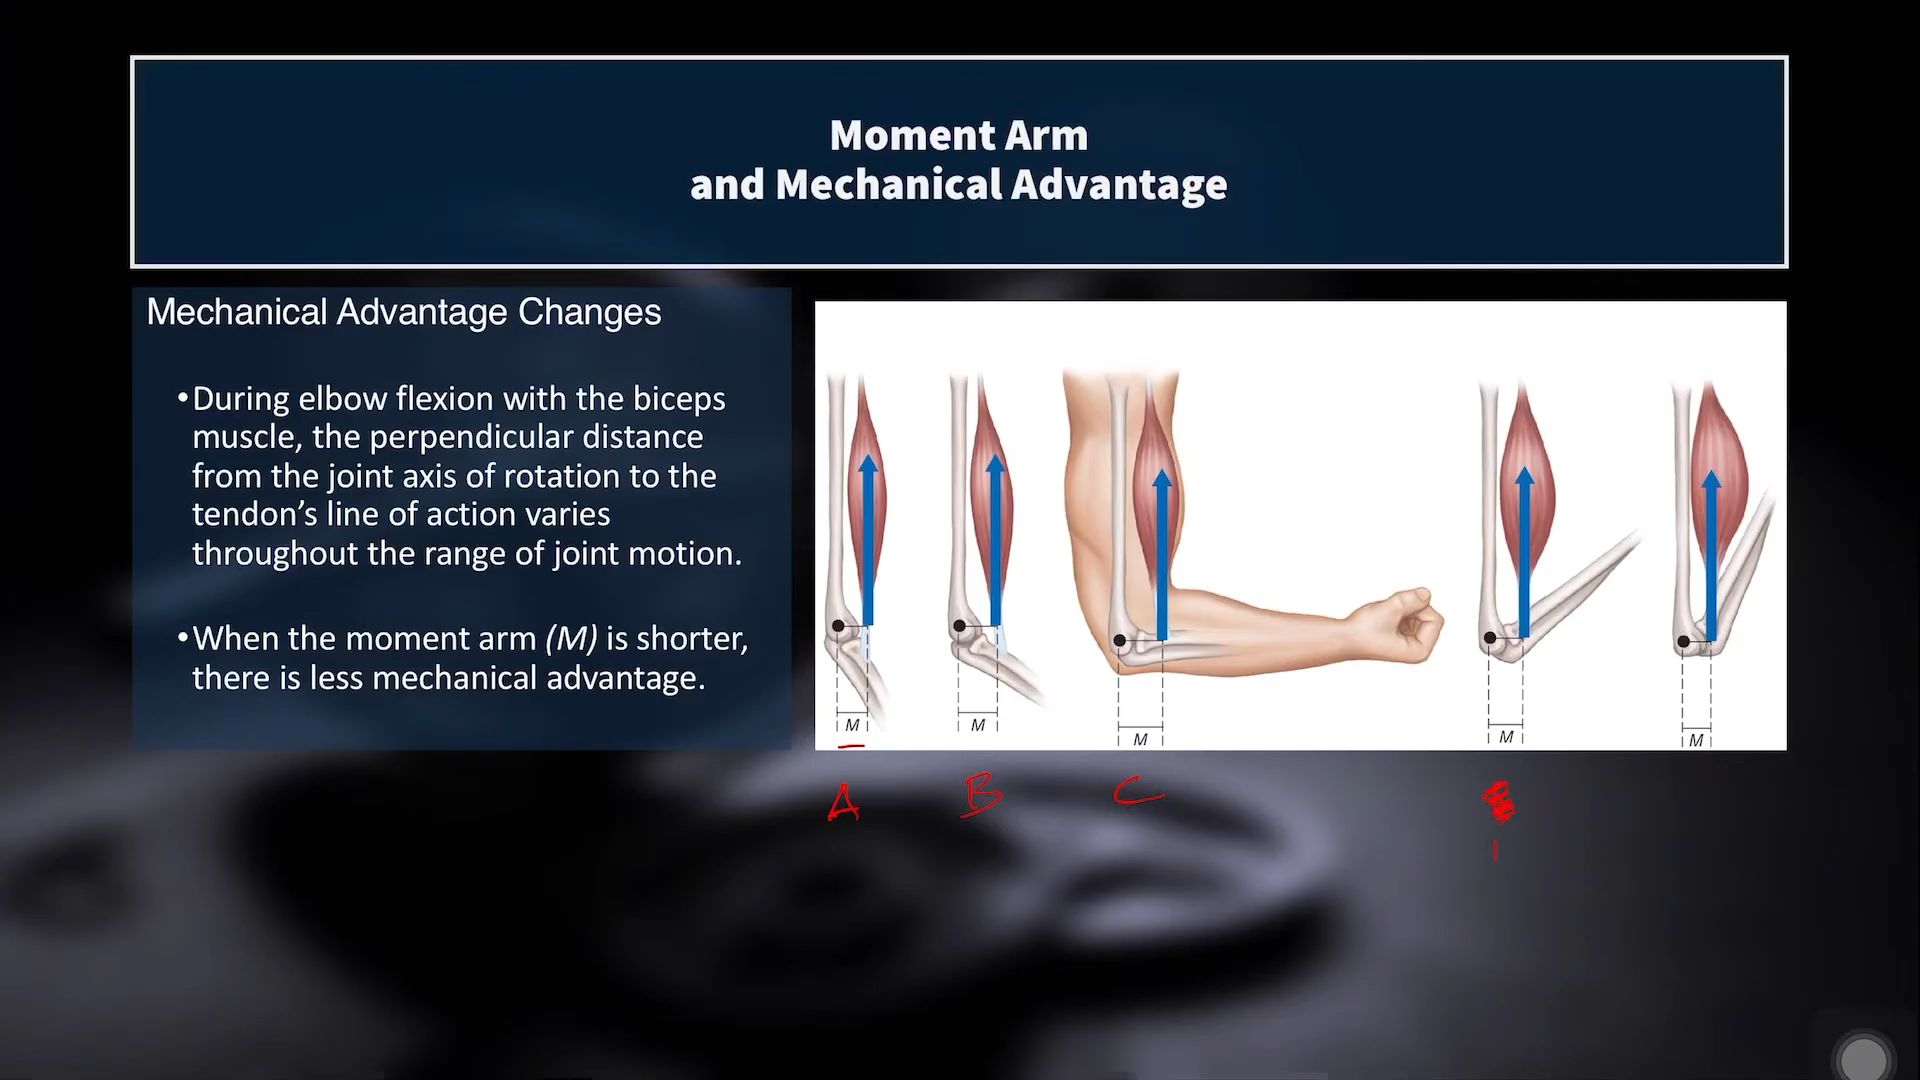 Moment Arm
and Mechanical Advantage
Mechanical Advantage Changes
•During elbow flexion with the biceps
muscle, the perpendicular distance
from the joint axis of rotation to the
tendon’s line of action varies
throughout the range of joint motion.
•When the moment arm (M) is shorter,
there is less mechanical advantage.
M M M M M
A B C